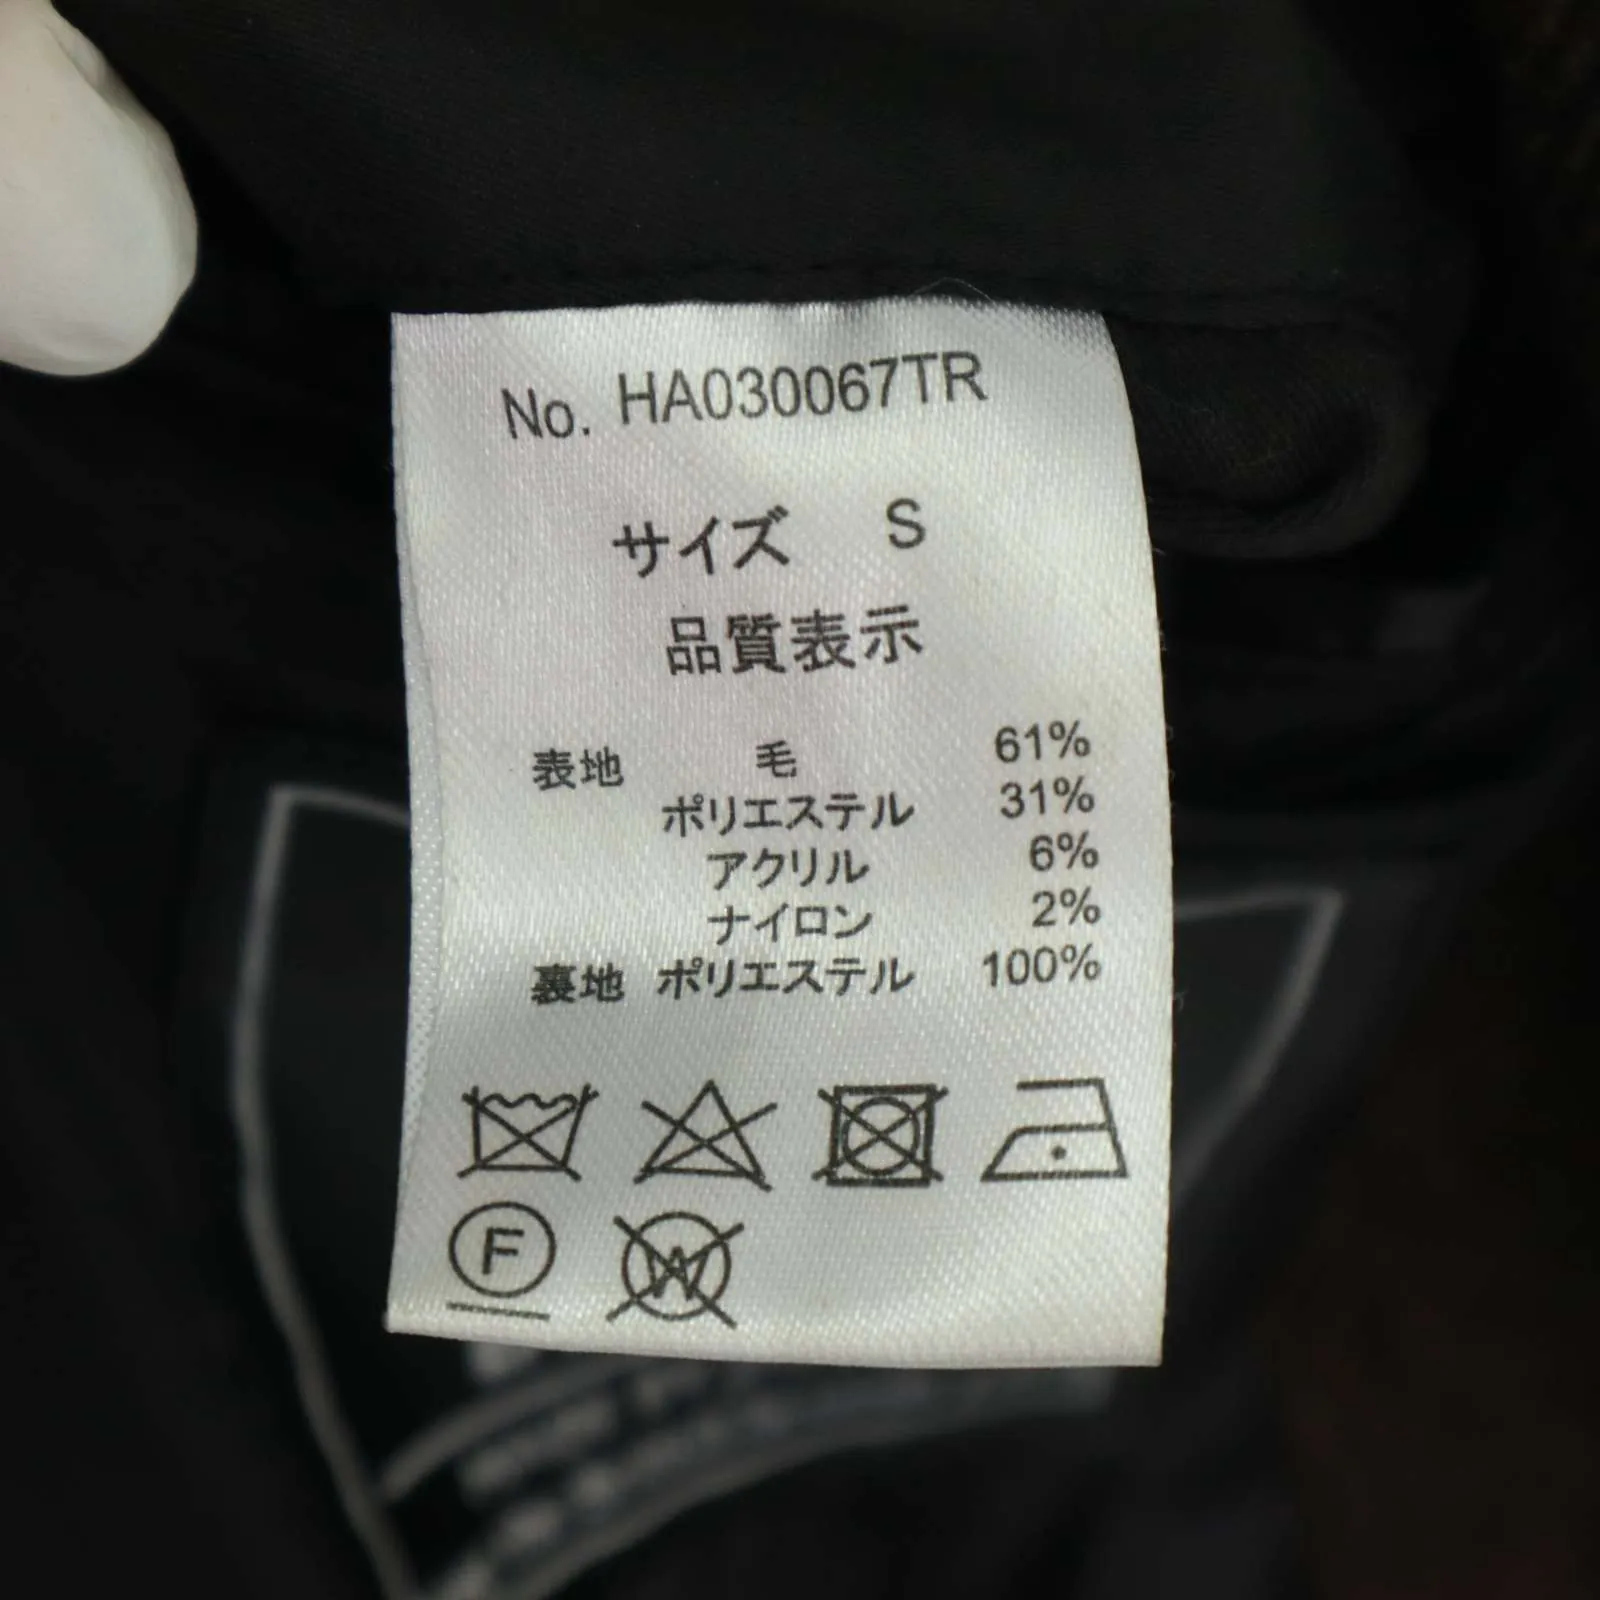 No. HA030067TR
サイズ S
品質表示
表地 毛 61%
ポリエステル 31%
アクリル 6%
ナイロン 2%
裏地 ポリエステル 100%
F W